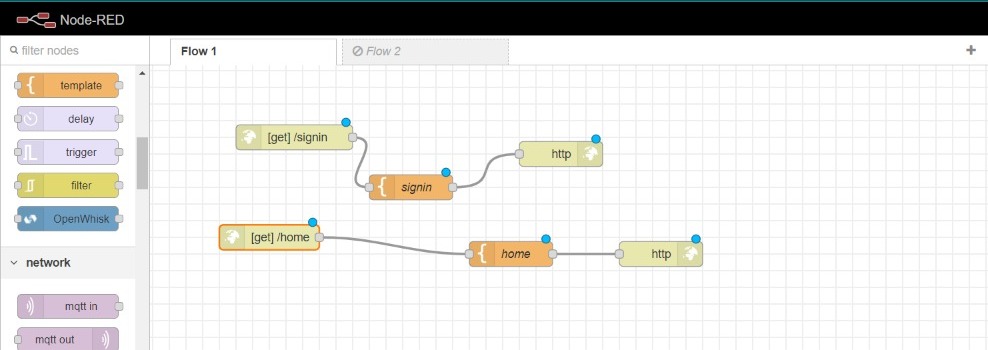 Node-RED
filter nodes
Flow 1
Flow 2
template
delay
trigger
filter
OpenWhisk
network
mqtt in
mqtt out
[get] /signin
http
signin
[get] /home
home
http